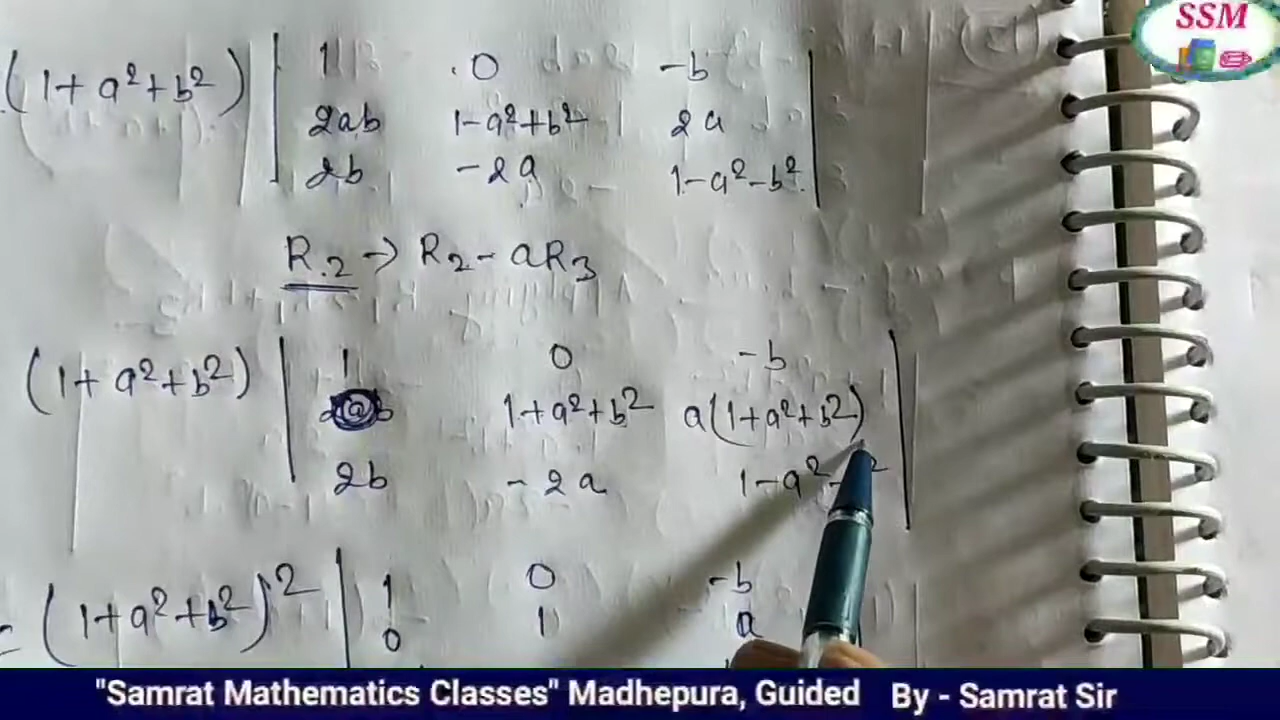 SSM
(1+a²+b²) | 1 0 -b |
| 2ab 1-a²+b² 2a |
| 2b -2a 1-a²-b² |
R₂ → R₂ - aR₃
(1+a²+b²) | 1 0 -b |
1+a²+b² a(1+a²+b²)
2b -2a 1-a²-
= (1+a²+b²)² | 1 0 -b
0 1 a
"Samrat Mathematics Classes" Madhepura, Guided By - Samrat Sir